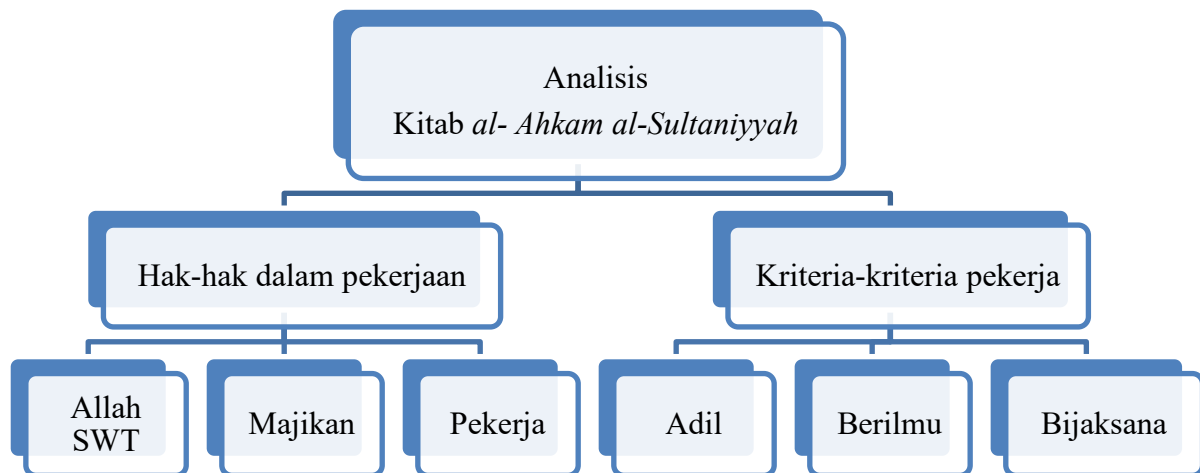 Analisis
Kitab al- Ahkam al-Sultaniyyah
Hak-hak dalam pekerjaan
Kriteria-kriteria pekerja
Allah
SWT
Majikan
Pekerja
Adil
Berilmu
Bijaksana